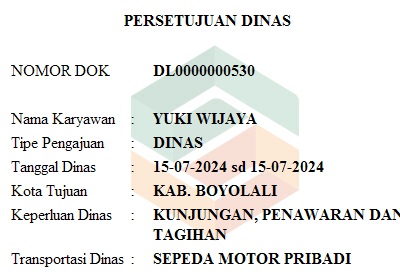 PERSETUJUAN DINAS
NOMOR DOK DL0000000530
Nama Karyawan : YUKI WIJAYA
Tipe Pengajuan : DINAS
Tanggal Dinas : 15-07-2024 sd 15-07-2024
Kota Tujuan : KAB. BOYOLALI
Keperluan Dinas : KUNJUNGAN, PENAWARAN DAN
TAGIHAN
Transportasi Dinas : SEPEDA MOTOR PRIBADI